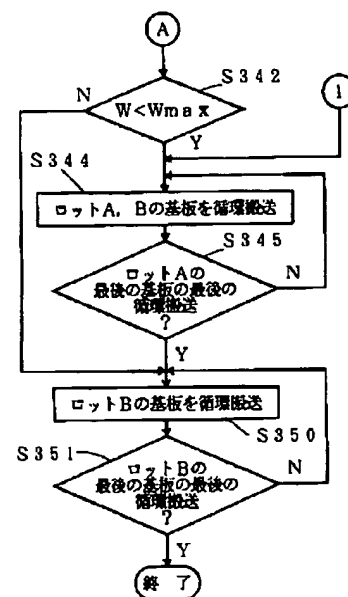 A
S342
1
N
W<Wmax
S344
Y
ロットA,Bの基板を循環搬送
S345
ロットAの
最後の基板の最後の
循環搬送
?
N
Y
ロットBの基板を循環搬送
S350
S351
ロットBの
最後の基板の最後の
循環搬送
?
N
Y
終了